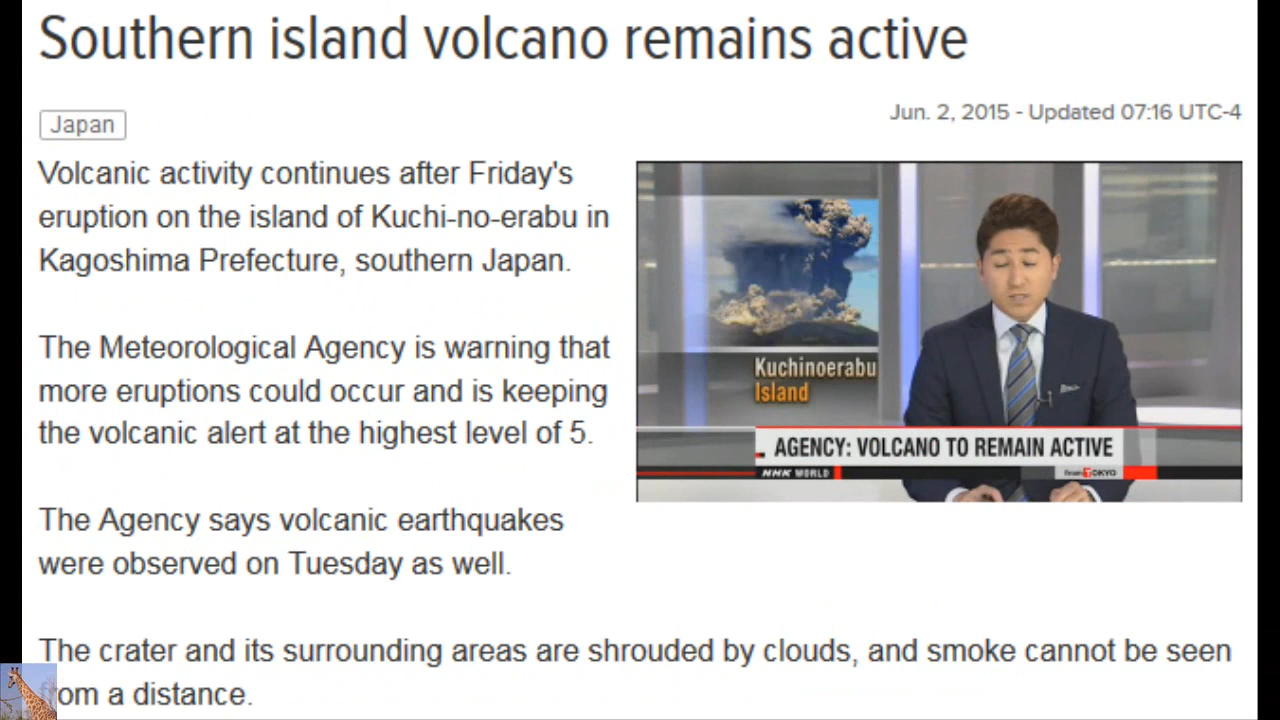 Southern island volcano remains active
Japan
Jun. 2, 2015 - Updated 07:16 UTC-4
Volcanic activity continues after Friday's
eruption on the island of Kuchi-no-erabu in
Kagoshima Prefecture, southern Japan.
The Meteorological Agency is warning that
more eruptions could occur and is keeping
the volcanic alert at the highest level of 5.
The Agency says volcanic earthquakes
were observed on Tuesday as well.
The crater and its surrounding areas are shrouded by clouds, and smoke cannot be seen
rom a distance.
Kuchinoerabu
Island
AGENCY: VOLCANO TO REMAIN ACTIVE
NHK WORLD
from TOKYO